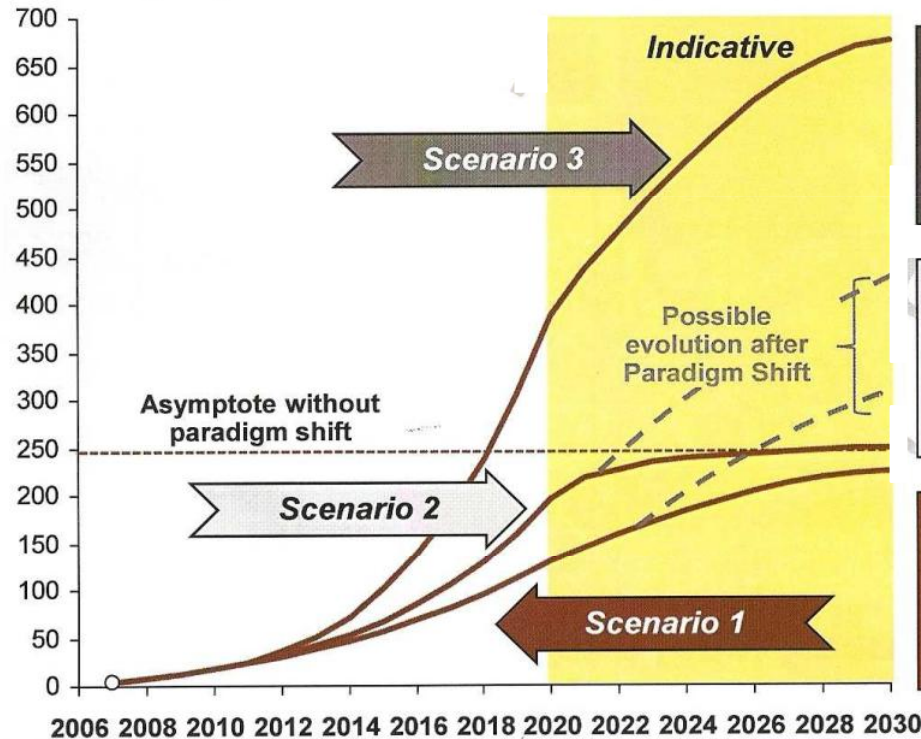 700
650
600
550
500
450
400
350
300
250
200
150
100
50
0
Indicative
Scenario 3
Possible
evolution after
Paradigm Shift
Asymptote without
paradigm shift
Scenario 2
Scenario 1
2006 2008 2010 2012 2014 2016 2018 2020 2022 2024 2026 2028 2030